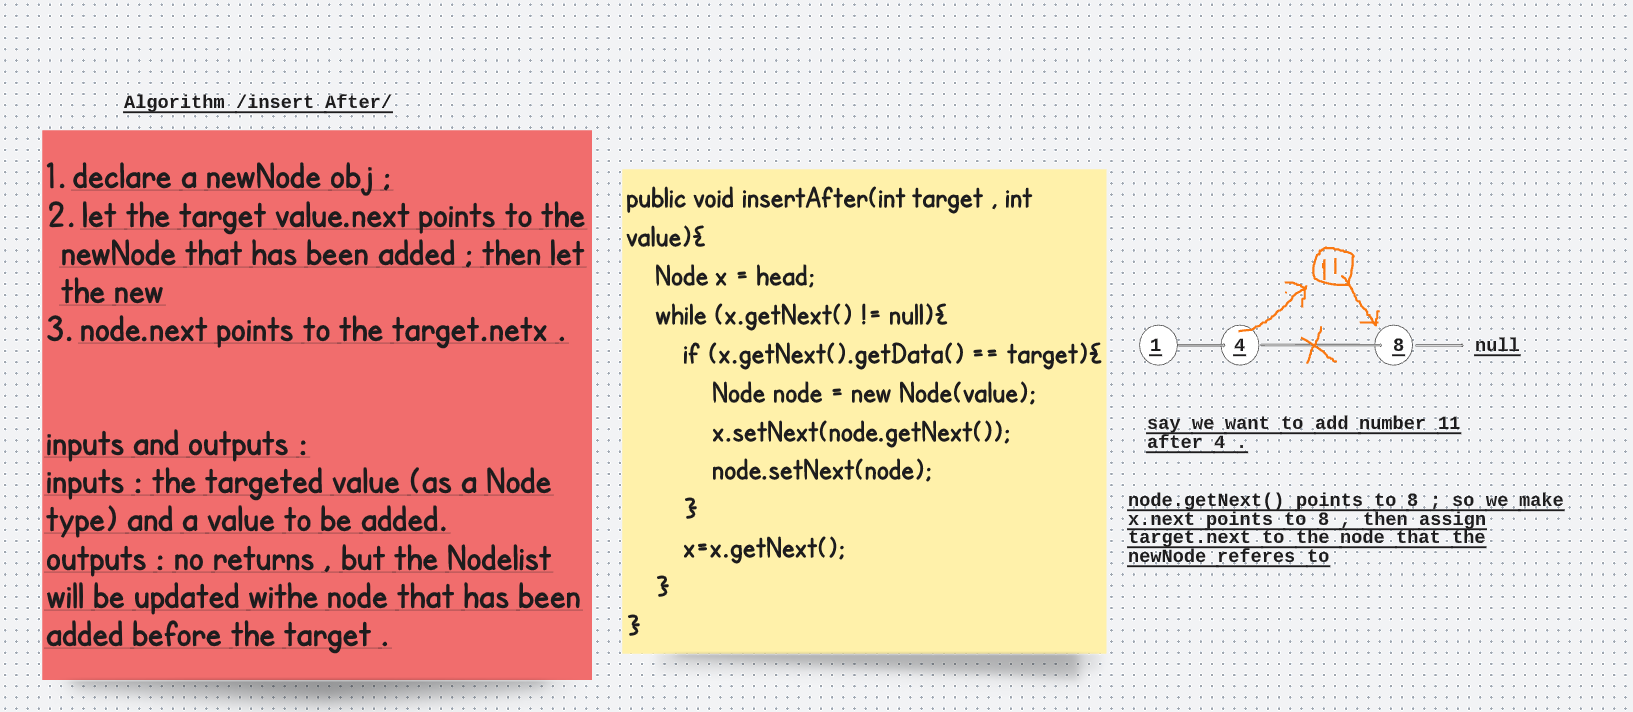 Algorithm /insert After/
1. declare a newNode obj ;
2. let the target value.next points to the
newNode that has been added ; then let
the new
3. node.next points to the target.netx .
inputs and outputs :
inputs : the targeted value (as a Node
type) and a value to be added.
outputs : no returns , but the Nodelist
will be updated withe node that has been
added before the target .
public void insertAfter(int target , int
value){
Node x = head;
while (x.getNext() != null){
if (x.getNext().getData() == target){
Node node = new Node(value);
x.setNext(node.getNext());
node.setNext(node);
}
x=x.getNext();
}
}
11
1 4 8 null
say we want to add number 11
after 4 .
node.getNext() points to 8 ; so we make
x.next points to 8 , then assign
target.next to the node that the
newNode referes to